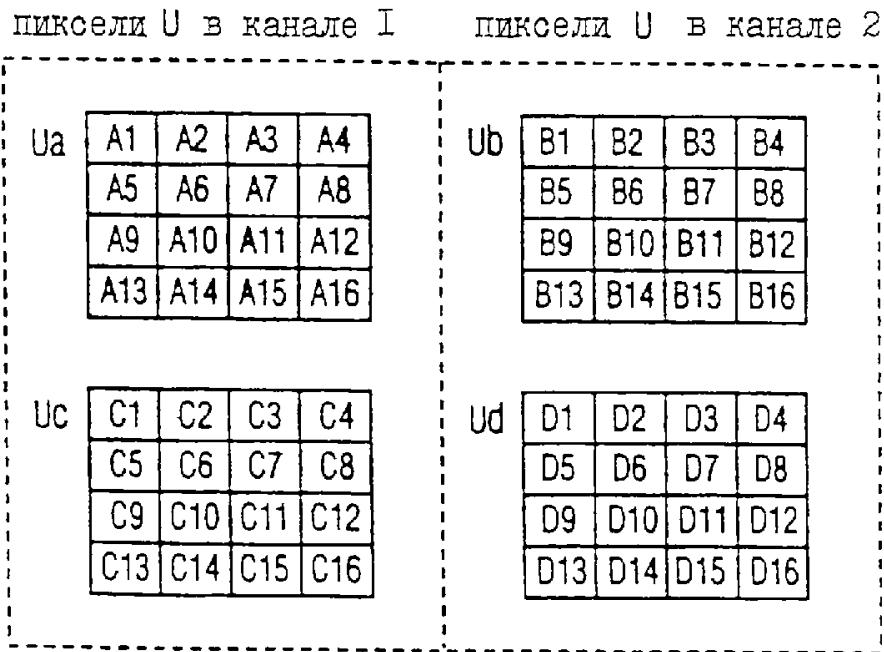 пиксели U в канале I пиксели U в канале 2
Ua A1 A2 A3 A4 Ub B1 B2 B3 B4
A5 A6 A7 A8 B5 B6 B7 B8
A9 A10 A11 A12 B9 B10 B11 B12
A13 A14 A15 A16 B13 B14 B15 B16
Uc C1 C2 C3 C4 Ud D1 D2 D3 D4
C5 C6 C7 C8 D5 D6 D7 D8
C9 C10 C11 C12 D9 D10 D11 D12
C13 C14 C15 C16 D13 D14 D15 D16